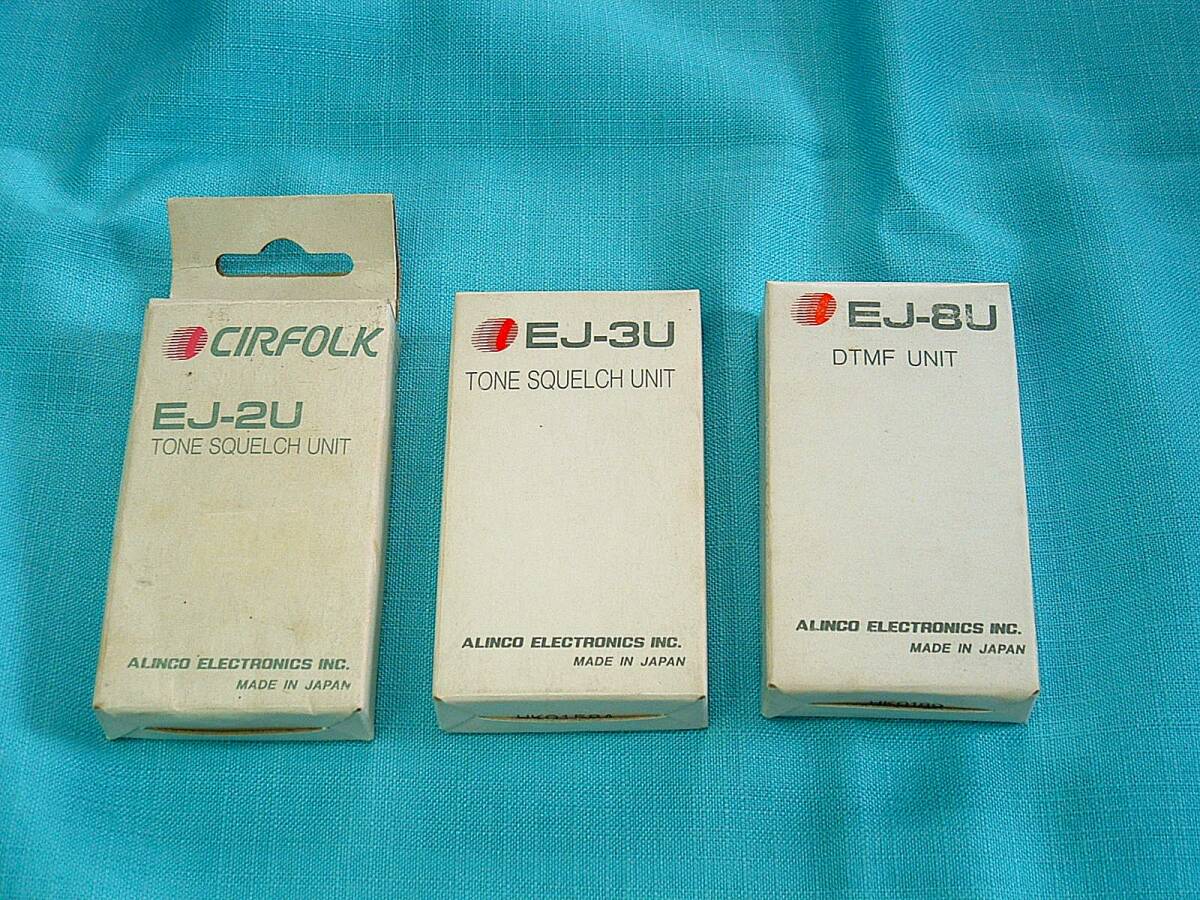 CIRFOLK
EJ-2U
TONE SQUELCH UNIT
ALINCO ELECTRONICS INC.
MADE IN JAPAN
EJ-3U
TONE SQUELCH UNIT
ALINCO ELECTRONICS INC.
MADE IN JAPAN
EJ-8U
DTMF UNIT
ALINCO ELECTRONICS INC.
MADE IN JAPAN